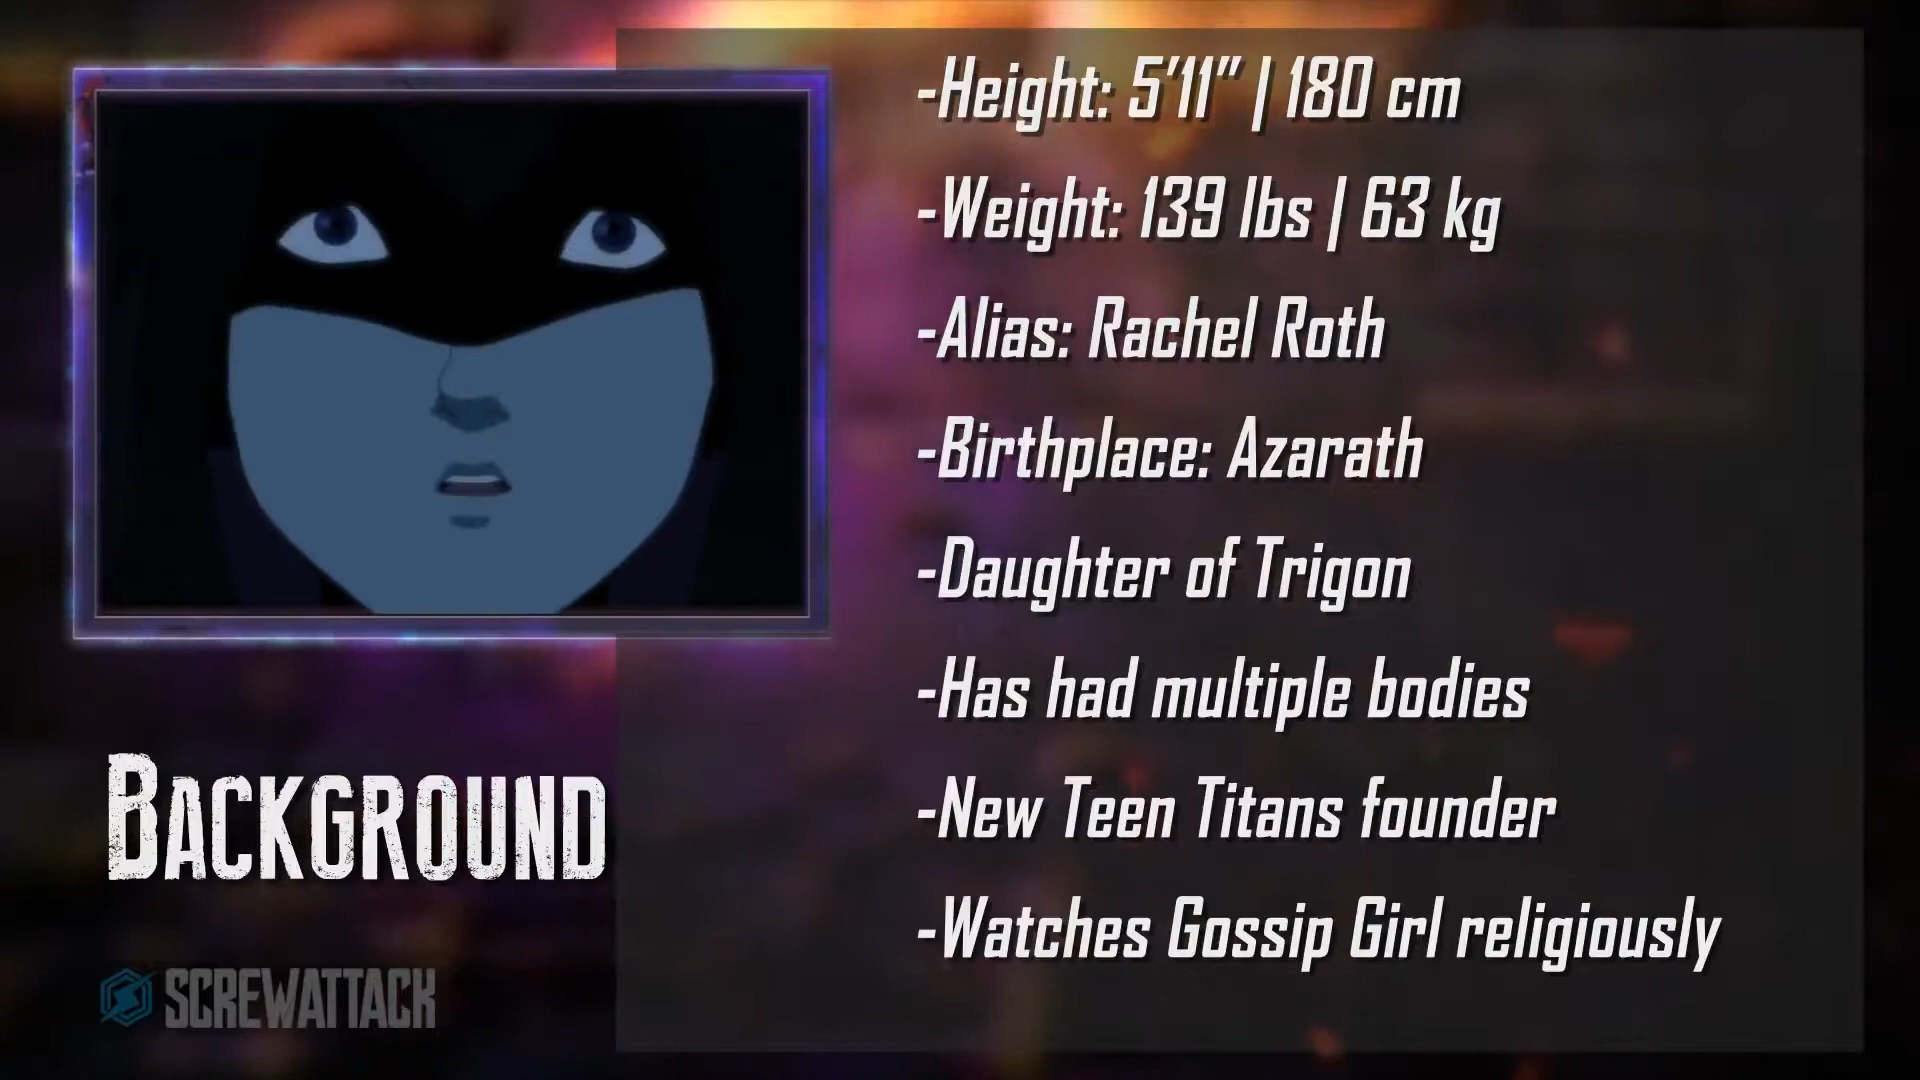 -Height: 5'11" | 180 cm
-Weight: 139 lbs | 63 kg
-Alias: Rachel Roth
-Birthplace: Azarath
-Daughter of Trigon
-Has had multiple bodies
-New Teen Titans founder
-Watches Gossip Girl religiously
BACKGROUND
SCREWATTACK